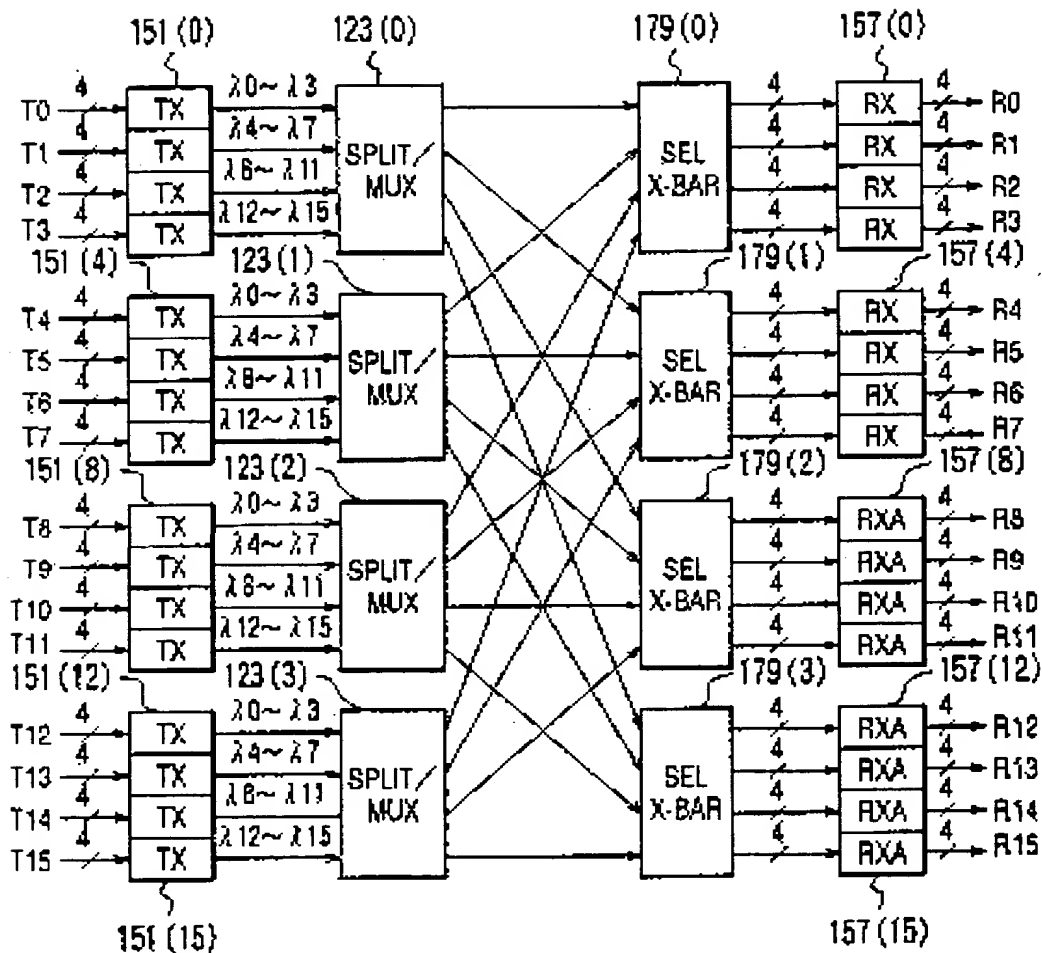 151(0) 123(0) 179(0) 157(0)
T0 4 TX λ0~λ3 4 RX 4 R0
T1 4 TX λ4~λ7 SPLIT/ SEL 4 RX 4 R1
T2 4 TX λ8~λ11 MUX X-BAR 4 RX 4 R2
T3 4 TX λ12~λ15 4 RX 4 R3
151(4) 123(1) 179(1) 157(4)
T4 4 TX λ0~λ3 4 RX 4 R4
T5 4 TX λ4~λ7 SPLIT/ SEL 4 RX 4 R5
T6 4 TX λ8~λ11 MUX X-BAR 4 RX 4 R6
T7 4 TX λ12~λ15 4 RX 4 R7
151(8) 123(2) 179(2) 157(8)
T8 4 TX λ0~λ3 4 RXA 4 R8
T9 4 TX λ4~λ7 SPLIT/ SEL 4 RXA 4 R9
T10 4 TX λ8~λ11 MUX X-BAR 4 RXA 4 R10
T11 4 TX λ12~λ15 4 RXA 4 R11
151(12) 123(3) 179(3) 157(12)
T12 4 TX λ0~λ3 4 RXA 4 R12
T13 4 TX λ4~λ7 SPLIT/ SEL 4 RXA 4 R13
T14 4 TX λ8~λ11 MUX X-BAR 4 RXA 4 R14
T15 4 TX λ12~λ15 4 RXA 4 R15
151(15) 157(15)